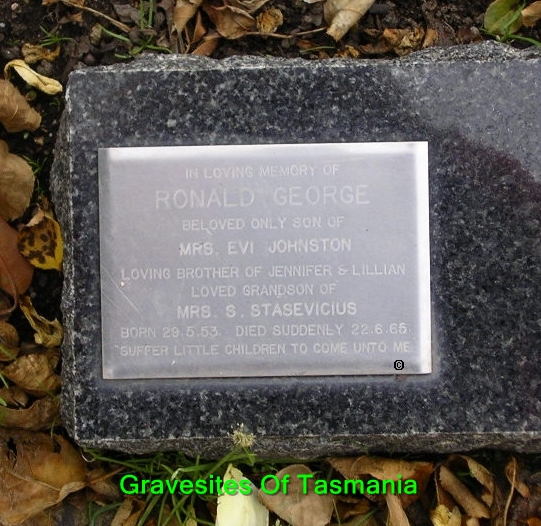 IN LOVING MEMORY OF
RONALD GEORGE
BELOVED ONLY SON OF
MRS. EVI JOHNSTON
LOVING BROTHER OF JENNIFER & LILLIAN
LOVED GRANDSON OF
MRS. S. STASEVICIUS
BORN 29.5.53. DIED SUDDENLY 22.6.65.
"SUFFER LITTLE CHILDREN TO COME UNTO ME"
©
Gravesites Of Tasmania